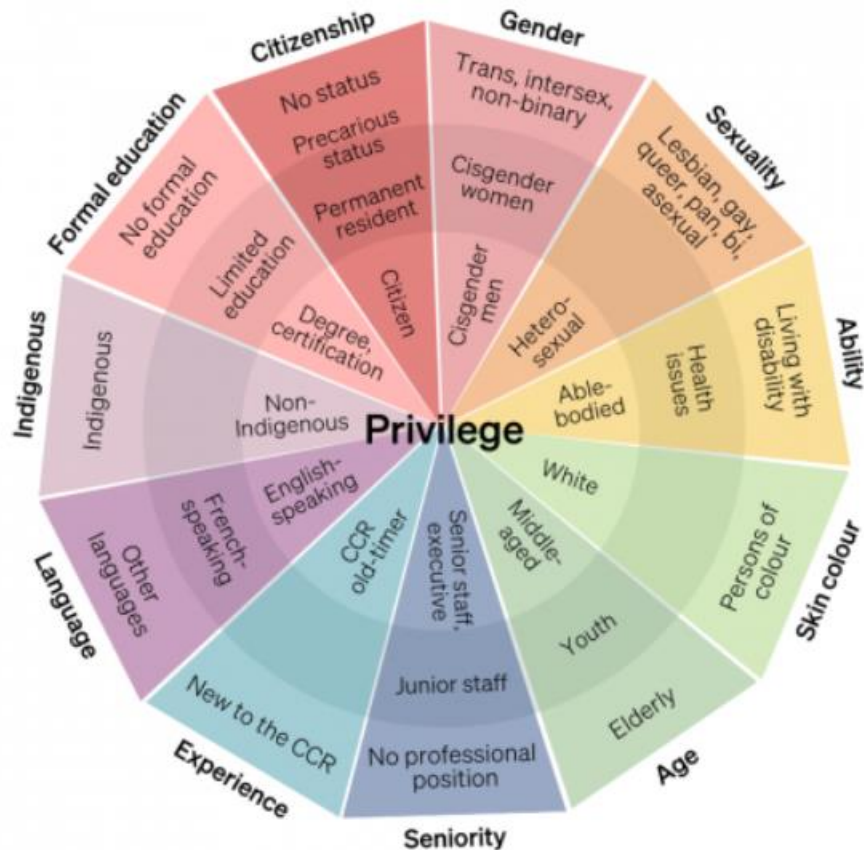 Citizenship
No status
Precarious
status
Permanent
resident
Citizen
Gender
Trans, intersex,
non-binary
Cisgender
women
Cisgender
men
Sexuality
Lesbian, gay,
queer, pan, bi,
asexual
Hetero-
sexual
Ability
Living with
disability
Health
issues
Able-
bodied
Skin colour
Persons of
colour
White
Age
Elderly
Youth
Middle-
aged
Seniority
No professional
position
Junior staff
Senior staff,
executive
Experience
New to the CCR
CCR
old-timer
Language
Other
languages
French-
speaking
English-
speaking
Indigenous
Indigenous
Non-
Indigenous
Formal education
No formal
education
Limited
education
Degree,
certification
Privilege